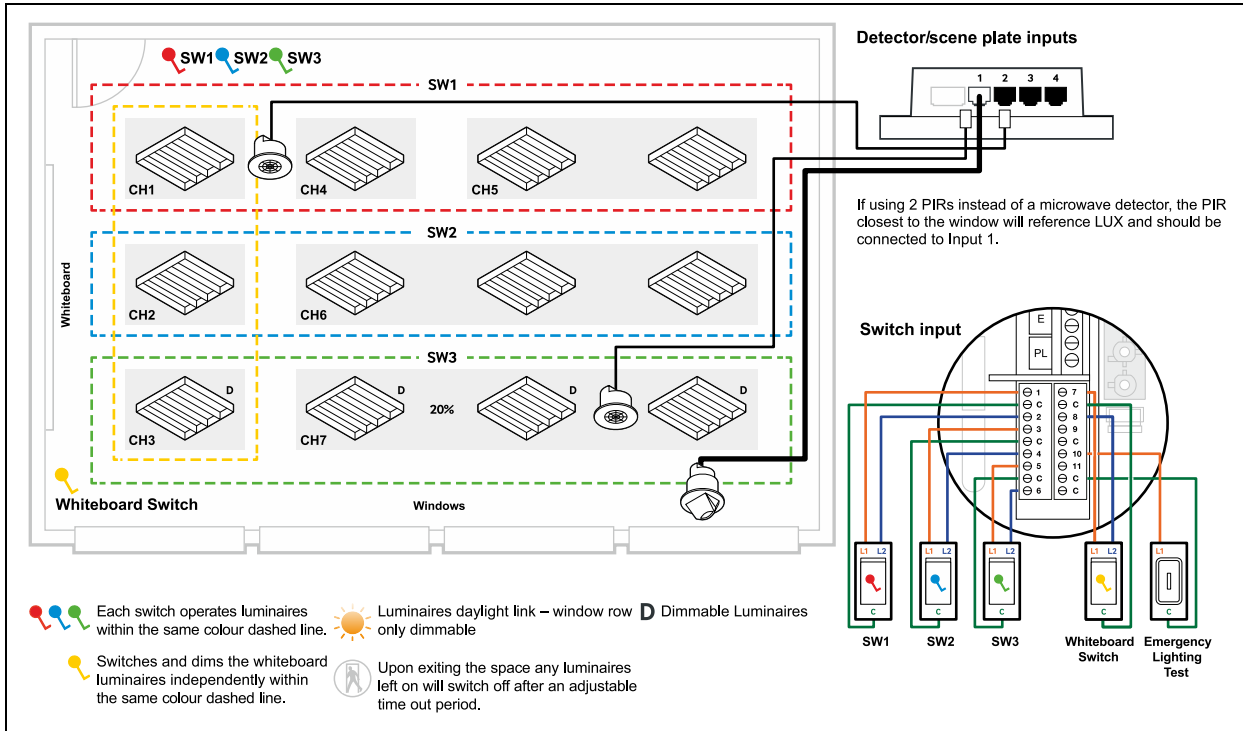 SW1 SW2 SW3
SW1
CH1
CH4
CH5
SW2
CH2
CH6
SW3
D
D
D
D
20%
CH3
CH7
Whiteboard
Whiteboard Switch
Windows
Detector/scene plate inputs
1 2 3 4
If using 2 PIRs instead of a microwave detector, the PIR
closest to the window will reference LUX and should be
connected to Input 1.
Switch input
E
PL
1
C
2
3
C
4
5
C
6
7
C
8
9
C
10
11
C
C
L1 L2
L1 L2
L1 L2
L1 L2
L1
C
C
C
C
C
SW1
SW2
SW3
Whiteboard
Switch
Emergency
Lighting
Test
Each switch operates luminaires
within the same colour dashed line.
Switches and dims the whiteboard
luminaires independently within
the same colour dashed line.
Luminaires daylight link – window row
only dimmable
Upon exiting the space any luminaires
left on will switch off after an adjustable
time out period.
D Dimmable Luminaires